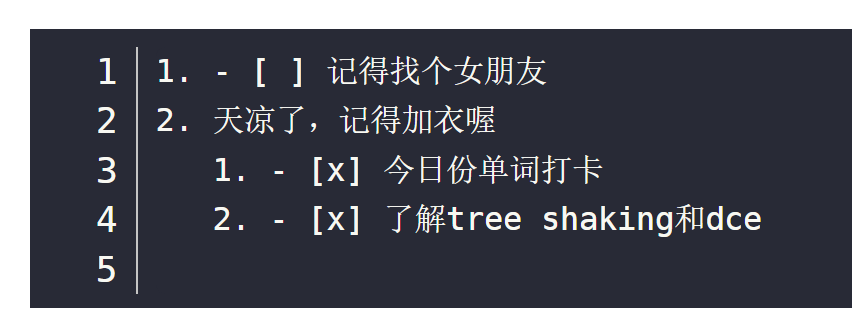 1 1. - [ ] 记得找个女朋友
2 2. 天凉了，记得加衣喔
3    1. - [x] 今日份单词打卡
4    2. - [x] 了解tree shaking和dce
5